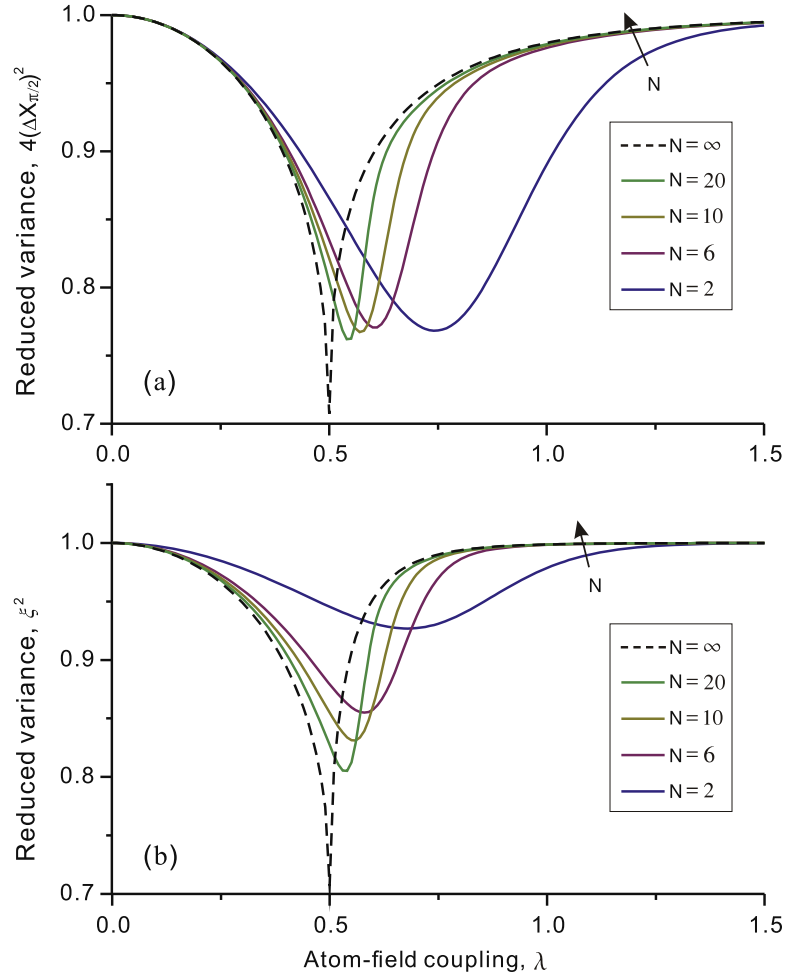 1.0
0.9
0.8
0.7
Reduced variance, 4(ΔX_{π/2})²
N
N = ∞
N = 20
N = 10
N = 6
N = 2
(a)
0.0 0.5 1.0 1.5
1.0
0.9
0.8
0.7
Reduced variance, ξ²
N
N = ∞
N = 20
N = 10
N = 6
N = 2
(b)
0.0 0.5 1.0 1.5
Atom-field coupling, λ